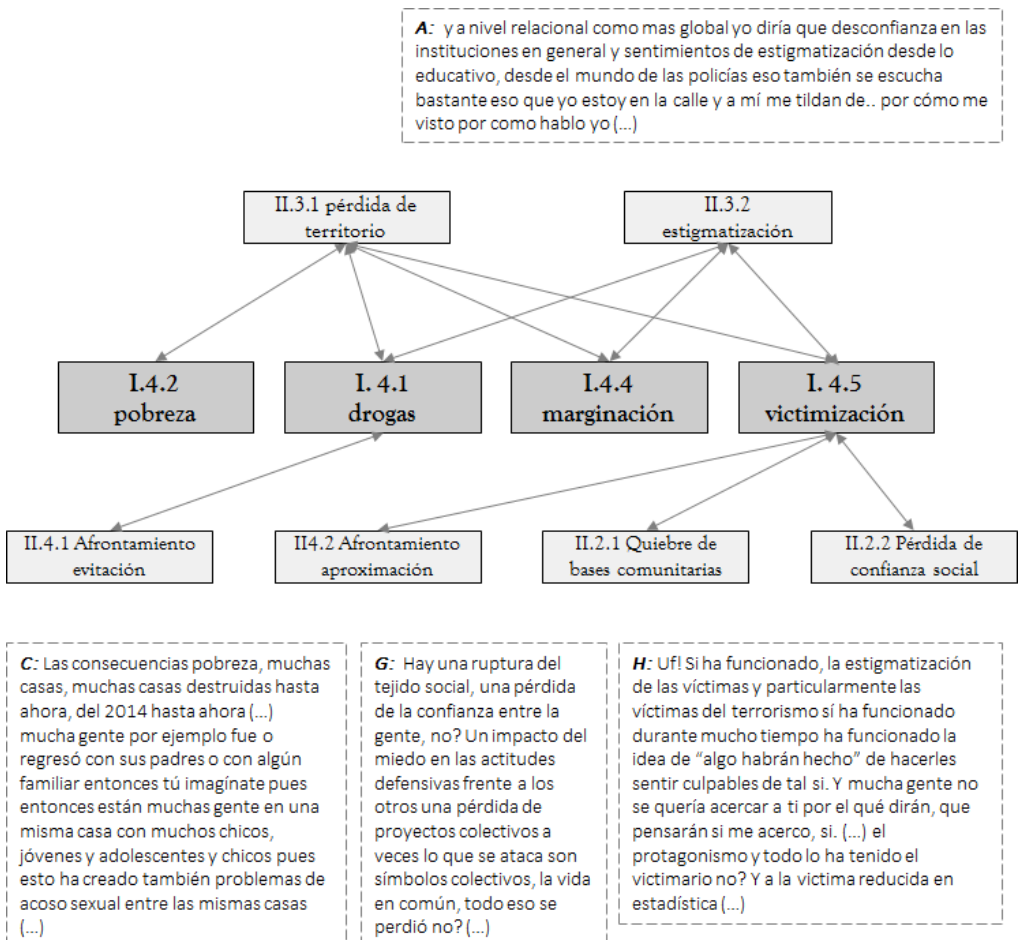 A: y a nivel relacional como mas global yo diría que desconfianza en las
instituciones en general y sentimientos de estigmatización desde lo
educativo, desde el mundo de las policías eso también se escucha
bastante eso que yo estoy en la calle y a mí me tildan de.. por cómo me
visto por como hablo yo (...)
II.3.1 pérdida de
territorio
II.3.2
estigmatización
I.4.2
pobreza
I. 4.1
drogas
I.4.4
marginación
I. 4.5
victimización
II.4.1 Afrontamiento
evitación
II4.2 Afrontamiento
aproximación
II.2.1 Quiebre de
bases comunitarias
II.2.2 Pérdida de
confianza social
C: Las consecuencias pobreza, muchas
casas, muchas casas destruidas hasta
ahora, del 2014 hasta ahora (...)
mucha gente por ejemplo fue o
regresó con sus padres o con algún
familiar entonces tú imagínate pues
entonces están muchas gente en una
misma casa con muchos chicos,
jóvenes y adolescentes y chicos pues
esto ha creado también problemas de
acoso sexual entre las mismas casas
(...)
G: Hay una ruptura del
tejido social, una pérdida
de la confianza entre la
gente, no? Un impacto del
miedo en las actitudes
defensivas frente a los
otros una pérdida de
proyectos colectivos a
veces lo que se ataca son
símbolos colectivos, la vida
en común, todo eso se
perdió no? (...)
H: Uf! Si ha funcionado, la estigmatización
de las víctimas y particularmente las
víctimas del terrorismo sí ha funcionado
durante mucho tiempo ha funcionado la
idea de “algo habrán hecho” de hacerles
sentir culpables de tal si. Y mucha gente no
se quería acercar a ti por el qué dirán, que
pensarán si me acerco, si. (...) el
protagonismo y todo lo ha tenido el
victimario no? Y a la victima reducida en
estadística (...)